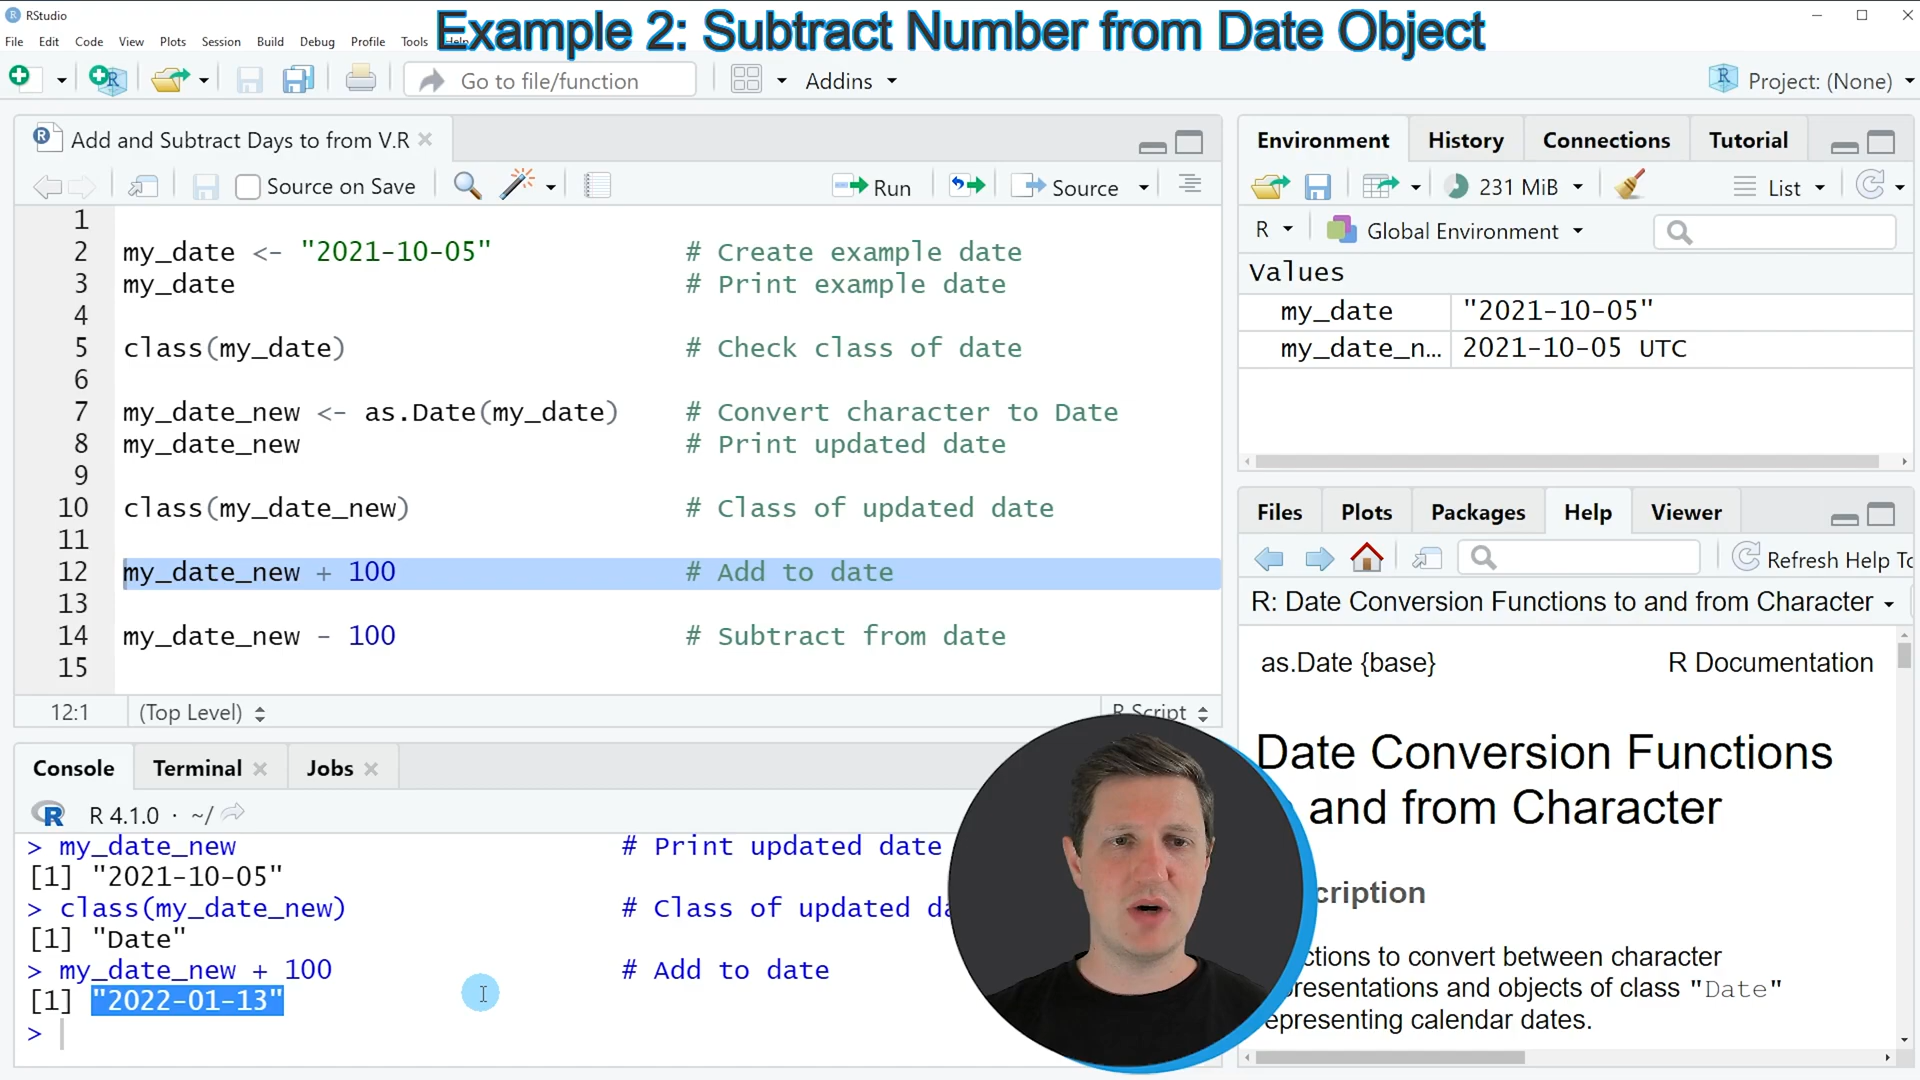 RStudio
Example 2: Subtract Number from Date Object
File Edit Code View Plots Session Build Debug Profile Tools
Go to file/function
Addins
Project: (None)
Add and Subtract Days to from V.R
Source on Save
Run
Source
1
2 my_date <- "2021-10-05" # Create example date
3 my_date # Print example date
4
5 class(my_date) # Check class of date
6
7 my_date_new <- as.Date(my_date) # Convert character to Date
8 my_date_new # Print updated date
9
10 class(my_date_new) # Class of updated date
11
12 my_date_new + 100 # Add to date
13
14 my_date_new - 100 # Subtract from date
15
12:1 (Top Level) R Script
Console Terminal Jobs
R 4.1.0 · ~/
> my_date_new # Print updated date
[1] "2021-10-05"
> class(my_date_new) # Class of updated da
[1] "Date"
> my_date_new + 100 # Add to date
[1] "2022-01-13"
>
Environment History Connections Tutorial
231 MiB
List
R Global Environment
Values
my_date "2021-10-05"
my_date_n... 2021-10-05 UTC
Files Plots Packages Help Viewer
Refresh Help To
R: Date Conversion Functions to and from Character
as.Date {base} R Documentation
Date Conversion Functions
and from Character
cription
ctions to convert between character
presentations and objects of class "Date"
epresenting calendar dates.